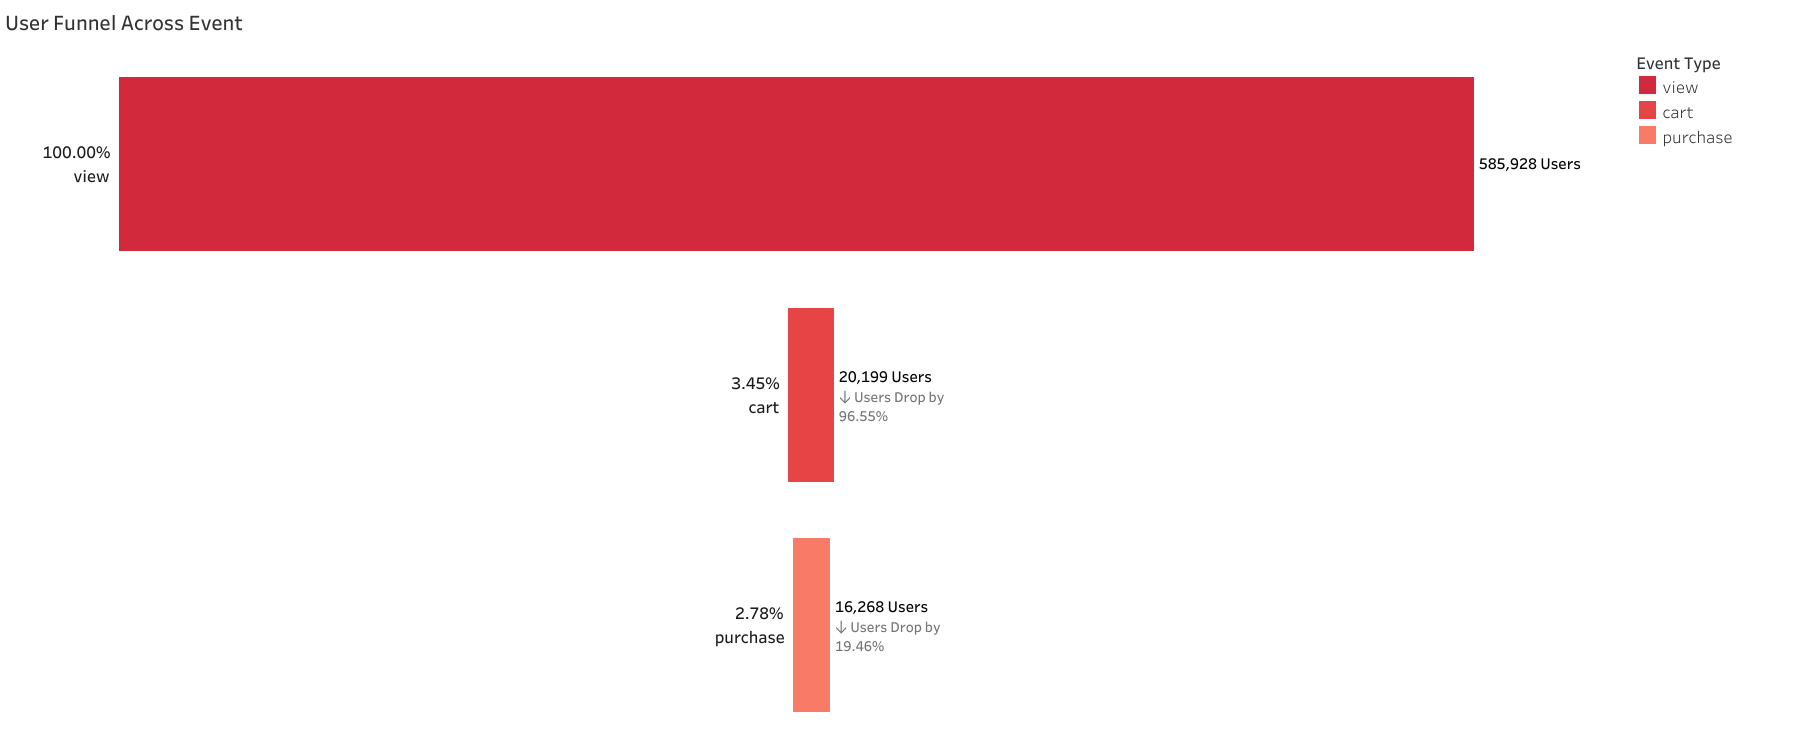 User Funnel Across Event
Event Type
view
cart
purchase
100.00%
view
585,928 Users
3.45%
cart
20,199 Users
↓ Users Drop by
96.55%
2.78%
purchase
16,268 Users
↓ Users Drop by
19.46%